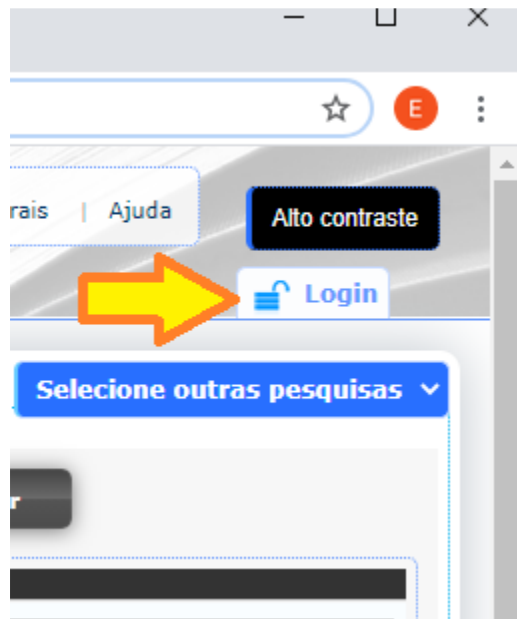 E
rais | Ajuda
Alto contraste
Login
Selecione outras pesquisas
r